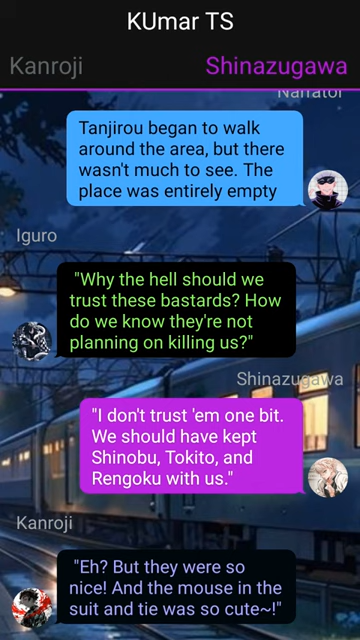 KUmar TS
Kanroji
Shinazugawa
Narrator
Tanjirou began to walk
around the area, but there
wasn't much to see. The
place was entirely empty
Iguro
"Why the hell should we
trust these bastards? How
do we know they're not
planning on killing us?"
Shinazugawa
"I don't trust 'em one bit.
We should have kept
Shinobu, Tokito, and
Rengoku with us."
Kanroji
"Eh? But they were so
nice! And the mouse in the
suit and tie was so cute~!"